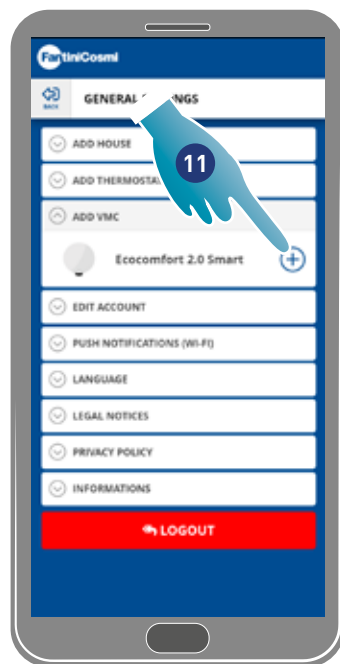 FantiniCosmi
BACK
GENERAL
NGS
ADD HOUSE
11
ADD THERMOSTA
ADD VMC
Ecocomfort 2.0 Smart
EDIT ACCOUNT
PUSH NOTIFICATIONS (WI-FI)
LANGUAGE
LEGAL NOTICES
PRIVACY POLICY
INFORMATIONS
LOGOUT